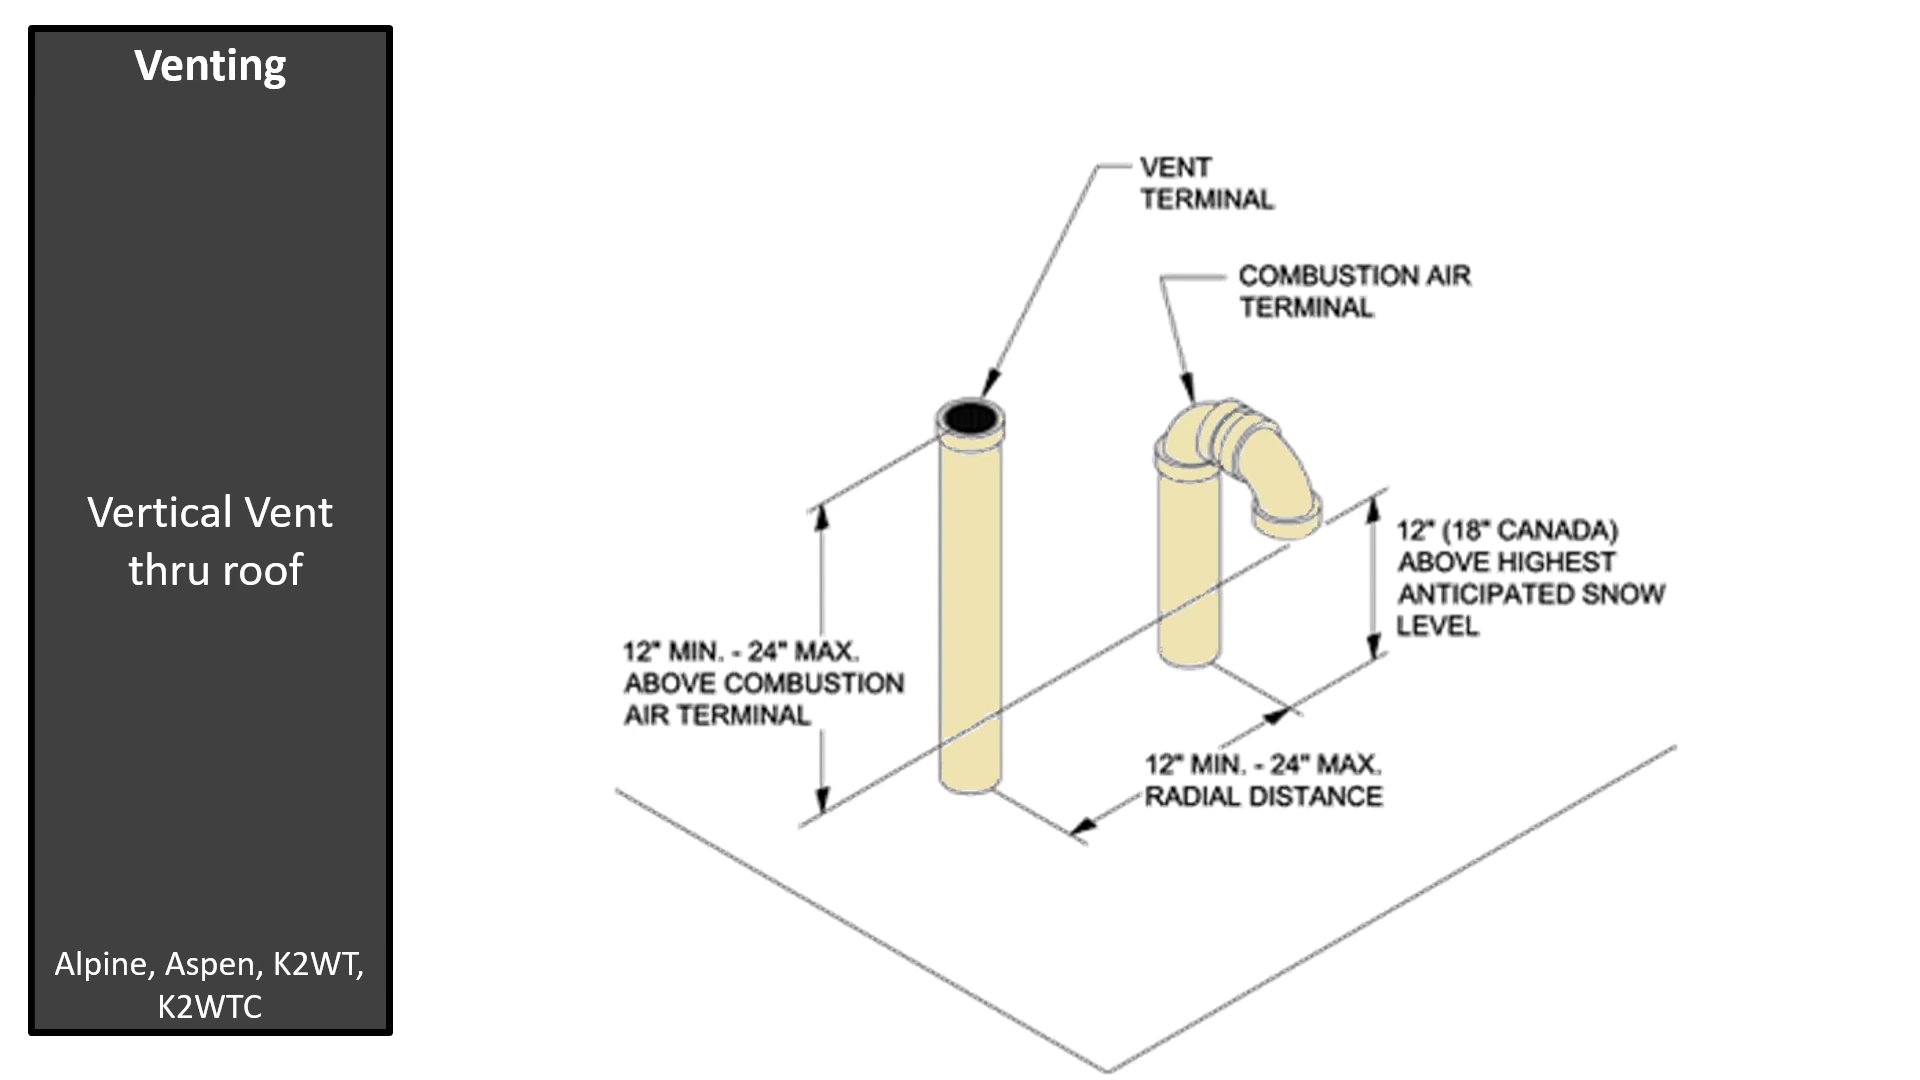 Venting
Vertical Vent
thru roof
Alpine, Aspen, K2WT,
K2WTC
VENT
TERMINAL
COMBUSTION AIR
TERMINAL
12" (18" CANADA)
ABOVE HIGHEST
ANTICIPATED SNOW
LEVEL
12" MIN. - 24" MAX.
ABOVE COMBUSTION
AIR TERMINAL
12" MIN. - 24" MAX.
RADIAL DISTANCE